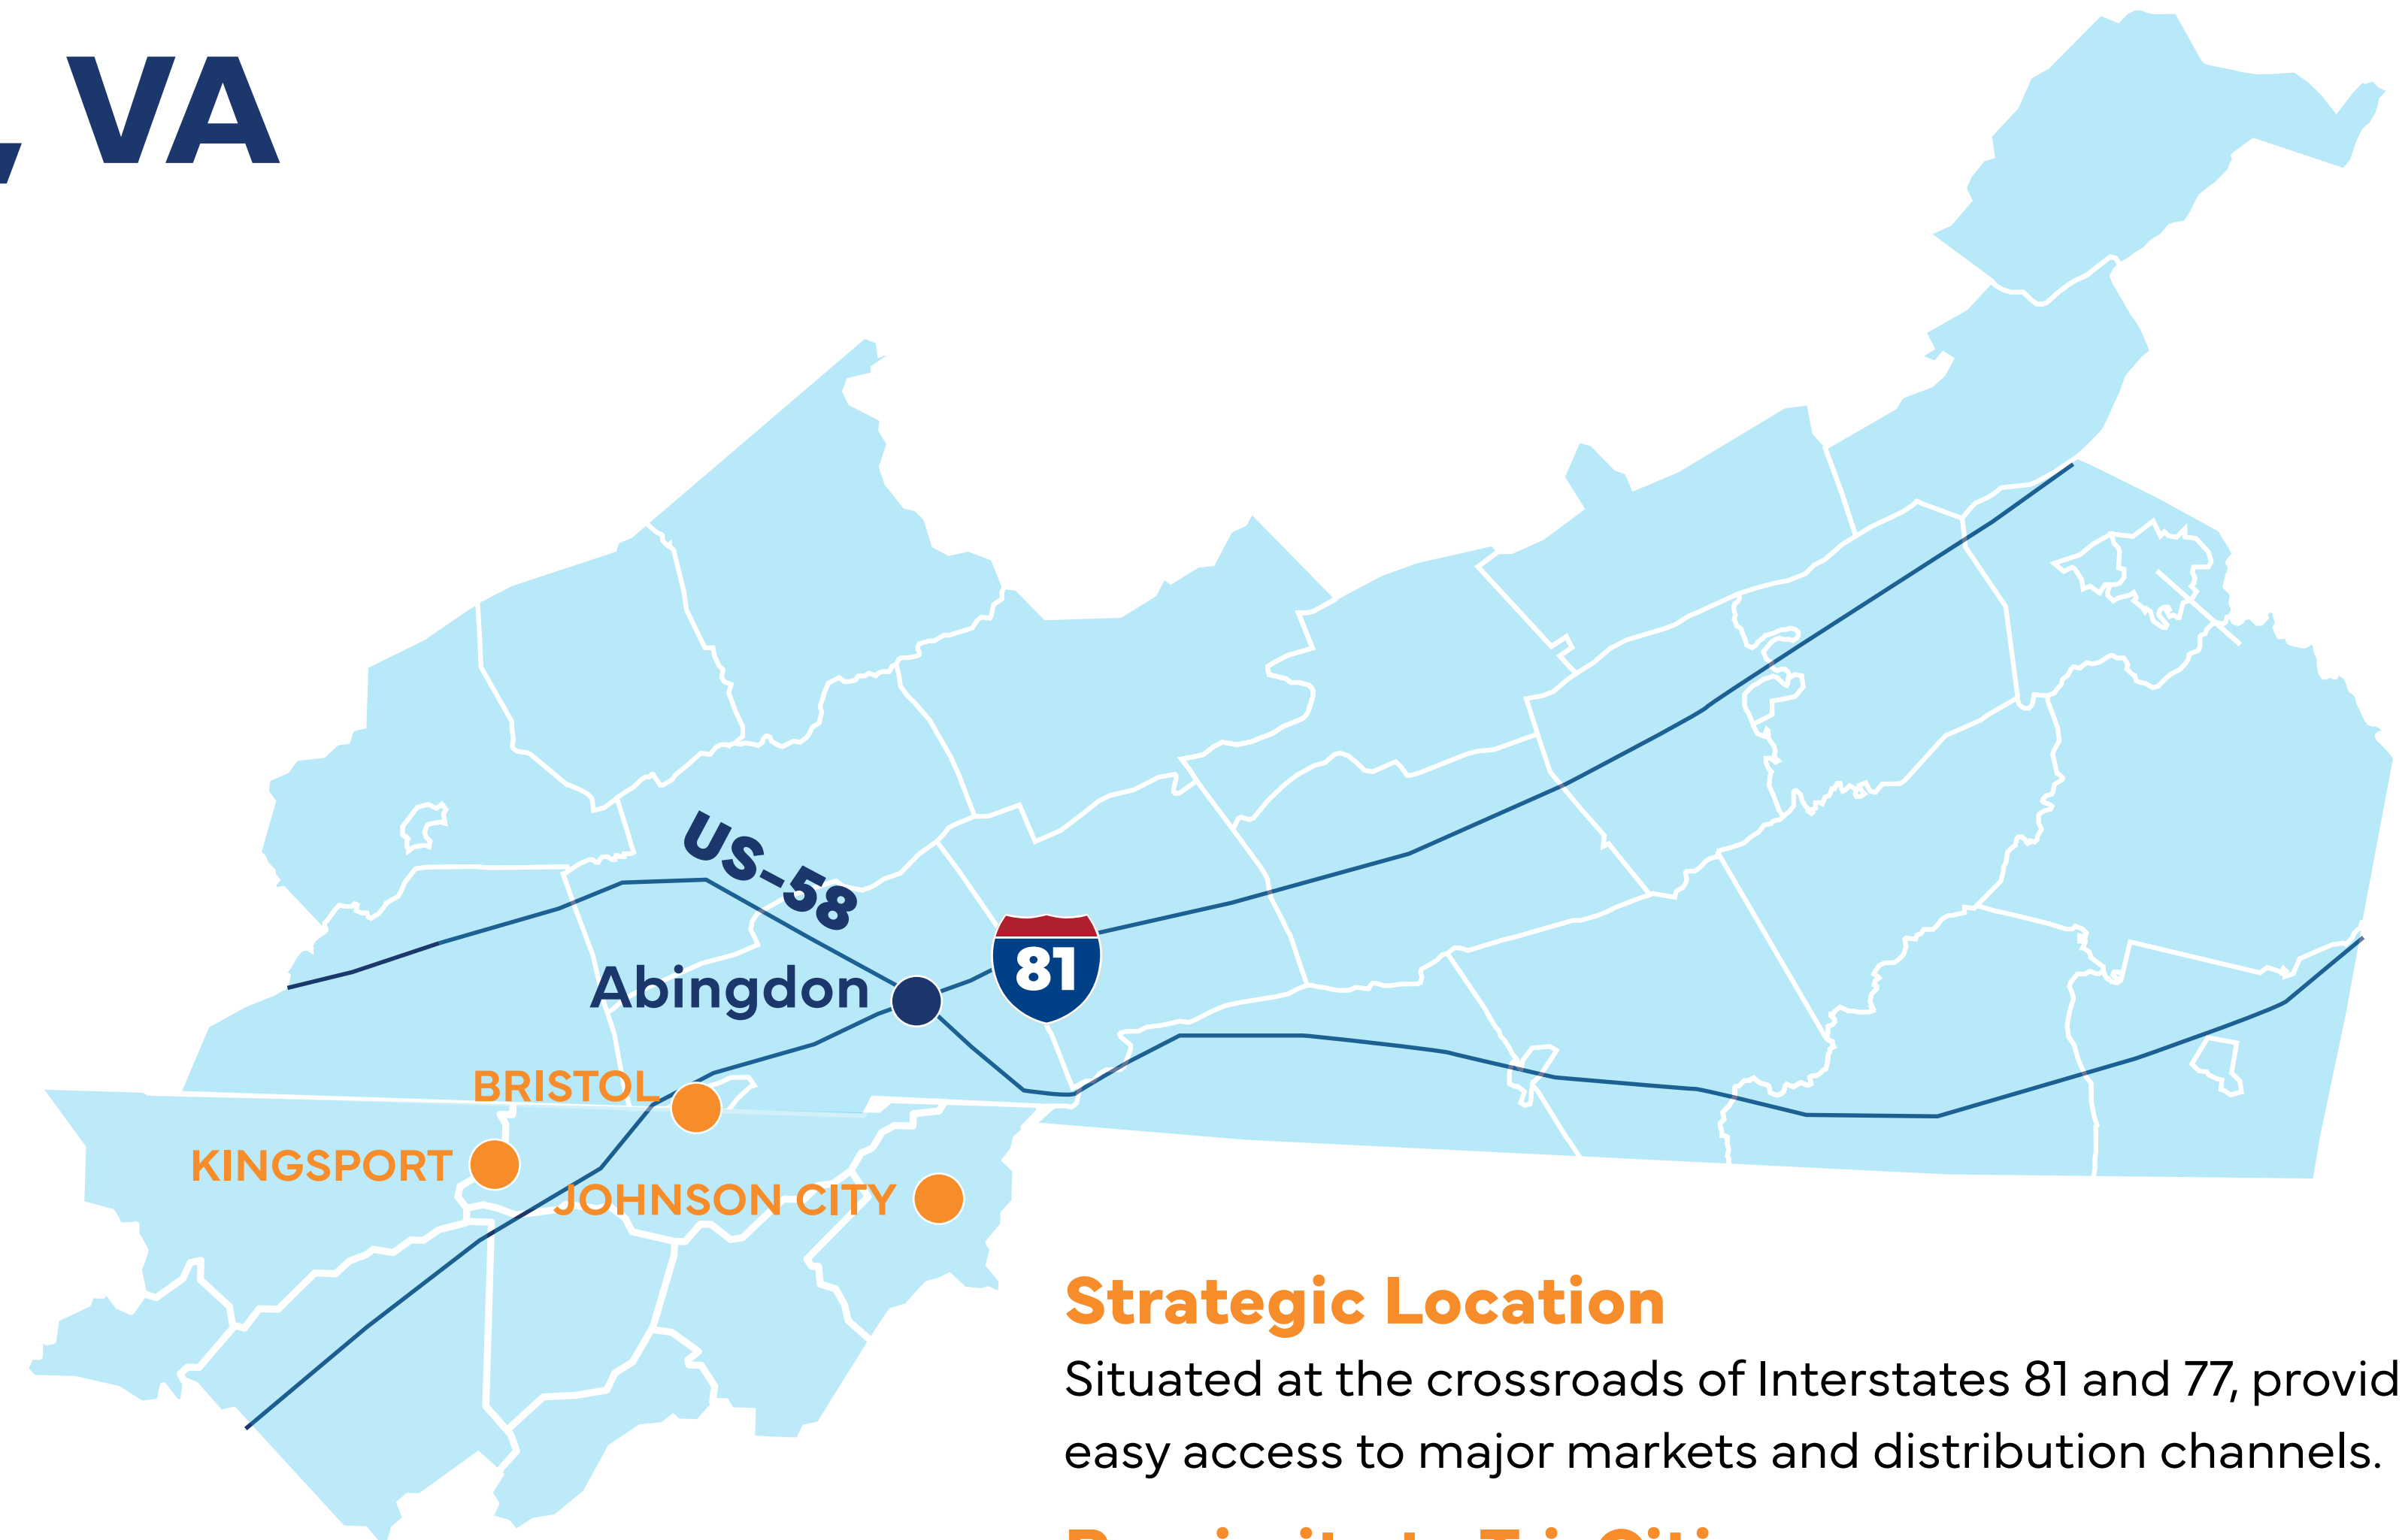 , VA
US-58
81
Abingdon
BRISTOL
KINGSPORT
JOHNSON CITY
Strategic Location
Situated at the crossroads of Interstates 81 and 77, provid
easy access to major markets and distribution channels.